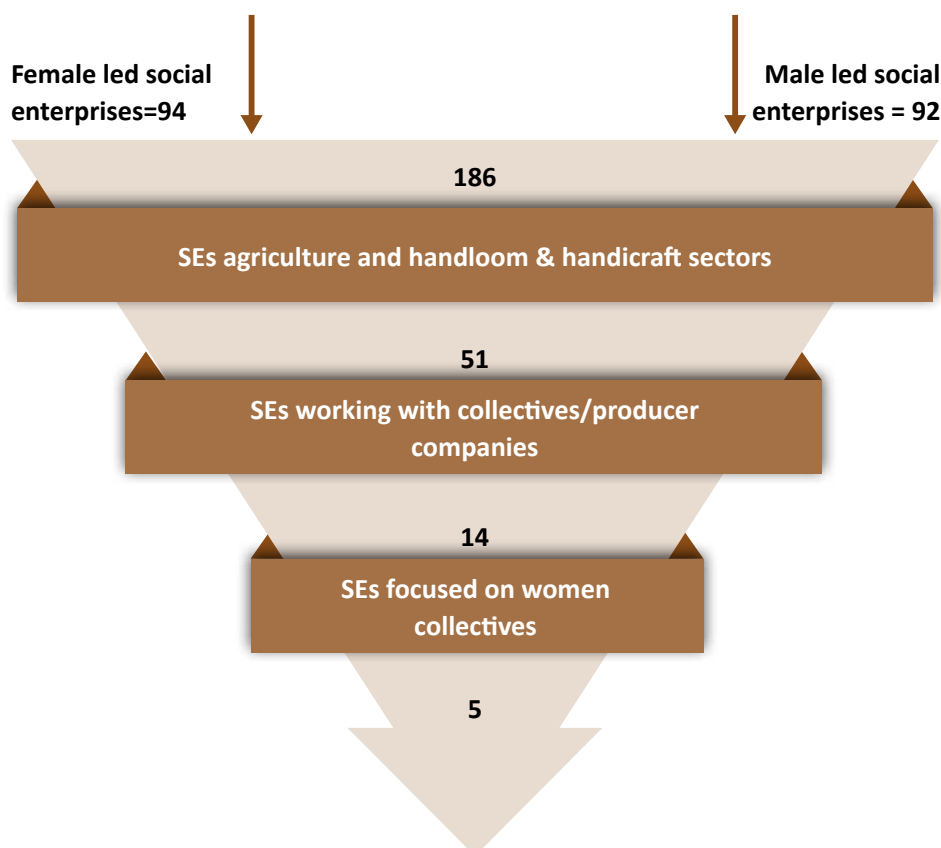 Female led social
enterprises=94
Male led social
enterprises = 92
186
SEs agriculture and handloom & handicraft sectors
51
SEs working with collectives/producer
companies
14
SEs focused on women
collectives
5